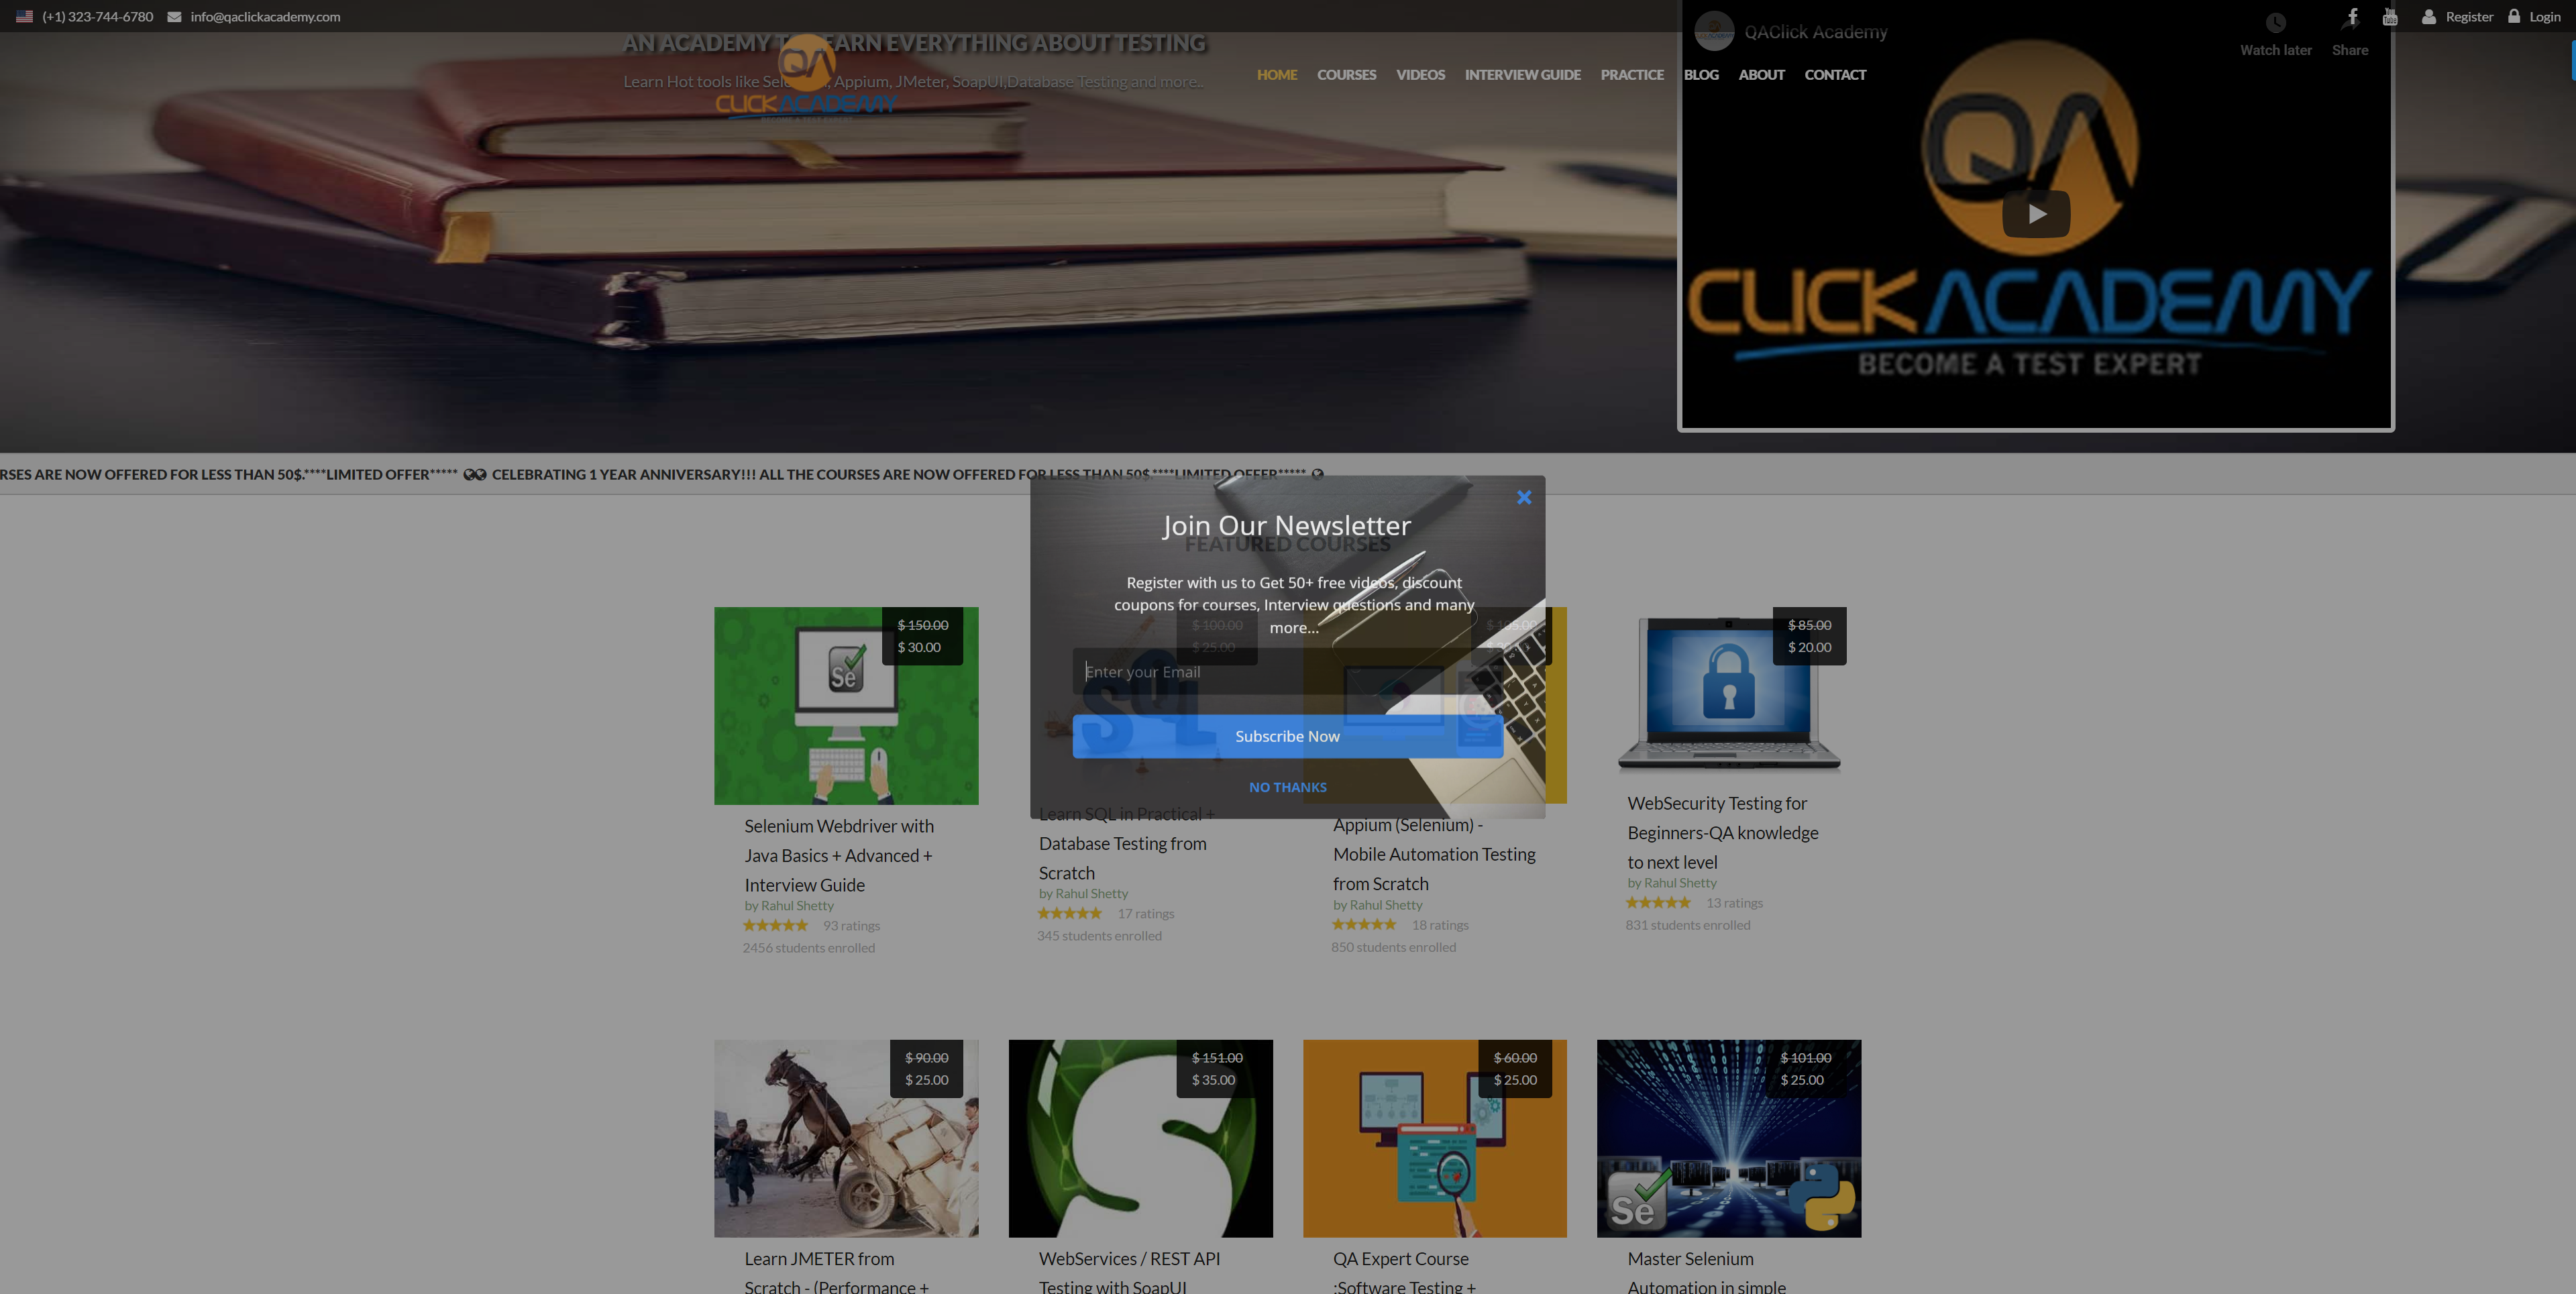 (+1) 323-744-6780 info@qaclickacademy.com
Register Login
AN ACADEMY TO LEARN EVERYTHING ABOUT TESTING
Learn Hot tools like Selenium, Appium, JMeter, SoapUI,Database Testing and more..
QA
CLICKACADEMY
BECOME A TEST EXPERT
HOME COURSES VIDEOS INTERVIEW GUIDE PRACTICE BLOG ABOUT CONTACT
QAClick Academy
Watch later Share
QA
CLICKACADEMY
BECOME A TEST EXPERT
RSES ARE NOW OFFERED FOR LESS THAN 50$.****LIMITED OFFER***** CELEBRATING 1 YEAR ANNIVERSARY!!! ALL THE COURSES ARE NOW OFFERED FOR LESS THAN 50$.****LIMITED OFFER*****
Join Our Newsletter
FEATURED COURSES
Register with us to Get 50+ free videos, discount
coupons for courses, Interview questions and many
more...
Enter your Email
Subscribe Now
NO THANKS
$ 150.00
$ 30.00
Se
Selenium Webdriver with
Java Basics + Advanced +
Interview Guide
by Rahul Shetty
93 ratings
2456 students enrolled
$ 100.00
$ 25.00
SQL
Learn SQL in Practical +
Database Testing from
Scratch
by Rahul Shetty
17 ratings
345 students enrolled
Appium (Selenium) -
Mobile Automation Testing
from Scratch
by Rahul Shetty
18 ratings
850 students enrolled
$ 85.00
$ 20.00
WebSecurity Testing for
Beginners-QA knowledge
to next level
by Rahul Shetty
13 ratings
831 students enrolled
$ 90.00
$ 25.00
Learn JMETER from
Scratch - (Performance +
$ 151.00
$ 35.00
WebServices / REST API
Testing with SoapUI
$ 60.00
$ 25.00
QA Expert Course
:Software Testing +
$ 101.00
$ 25.00
Se
Master Selenium
Automation in simple